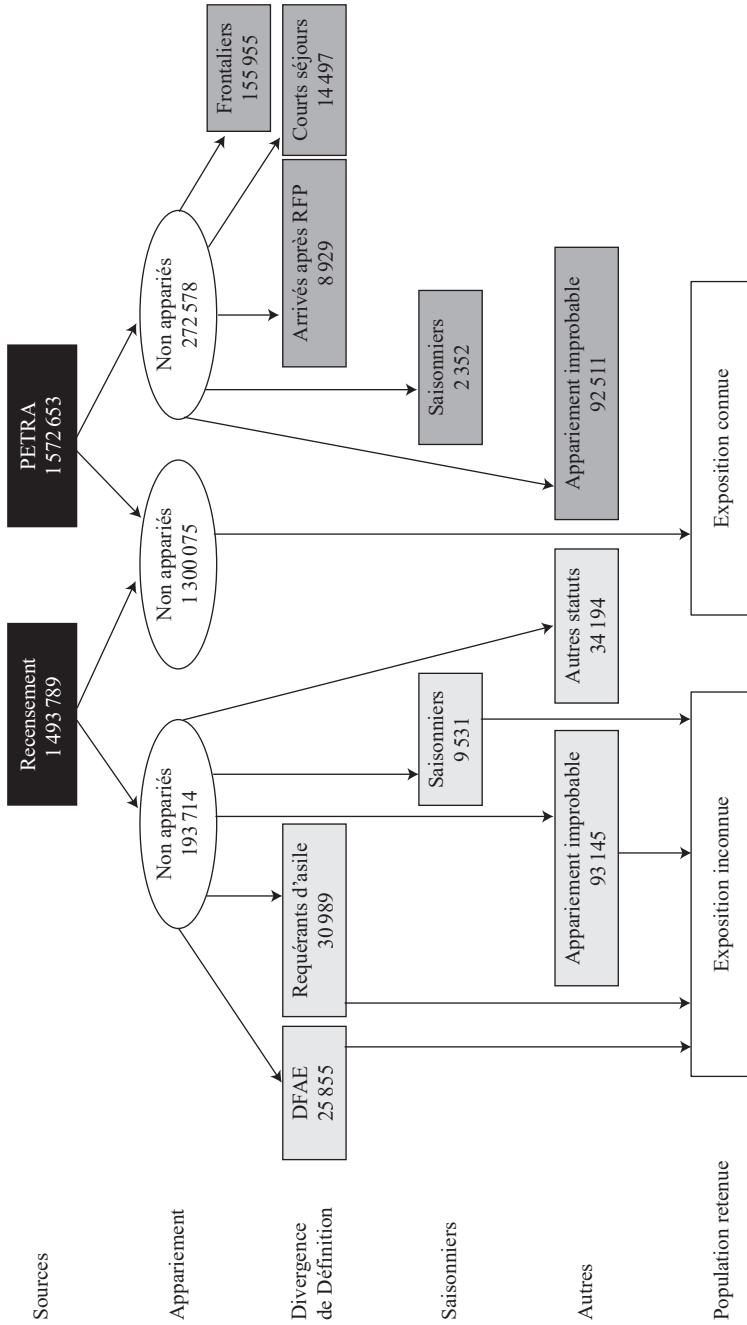 Sources
Recensement
1 493 789
PETRA
1 572 653
Appariement
Non appariés
193 714
Non appariés
1 300 075
Non appariés
272 578
Frontaliers
155 955
Divergence
de Définition
DFAE
25 855
Requérants d'asile
30 989
Arrivés après RFP
8 929
Courts séjours
14 497
Saisonniers
Saisonniers
9 531
Saisonniers
2 352
Autres
Appariement improbable
93 145
Autres statuts
34 194
Appariement improbable
92 511
Population retenue
Exposition inconnue
Exposition connue